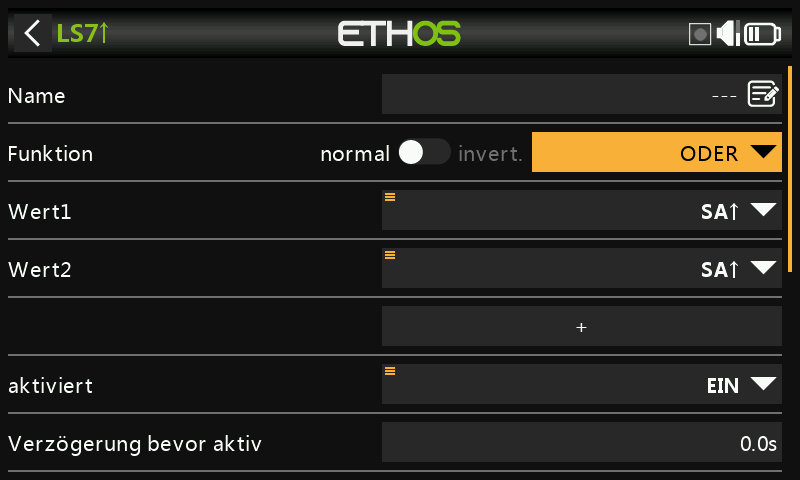 LS7↑ ETHOS
Name ---
Funktion normal invert. ODER
Wert1 SA↑
Wert2 SA↑
+
aktiviert EIN
Verzögerung bevor aktiv 0.0s